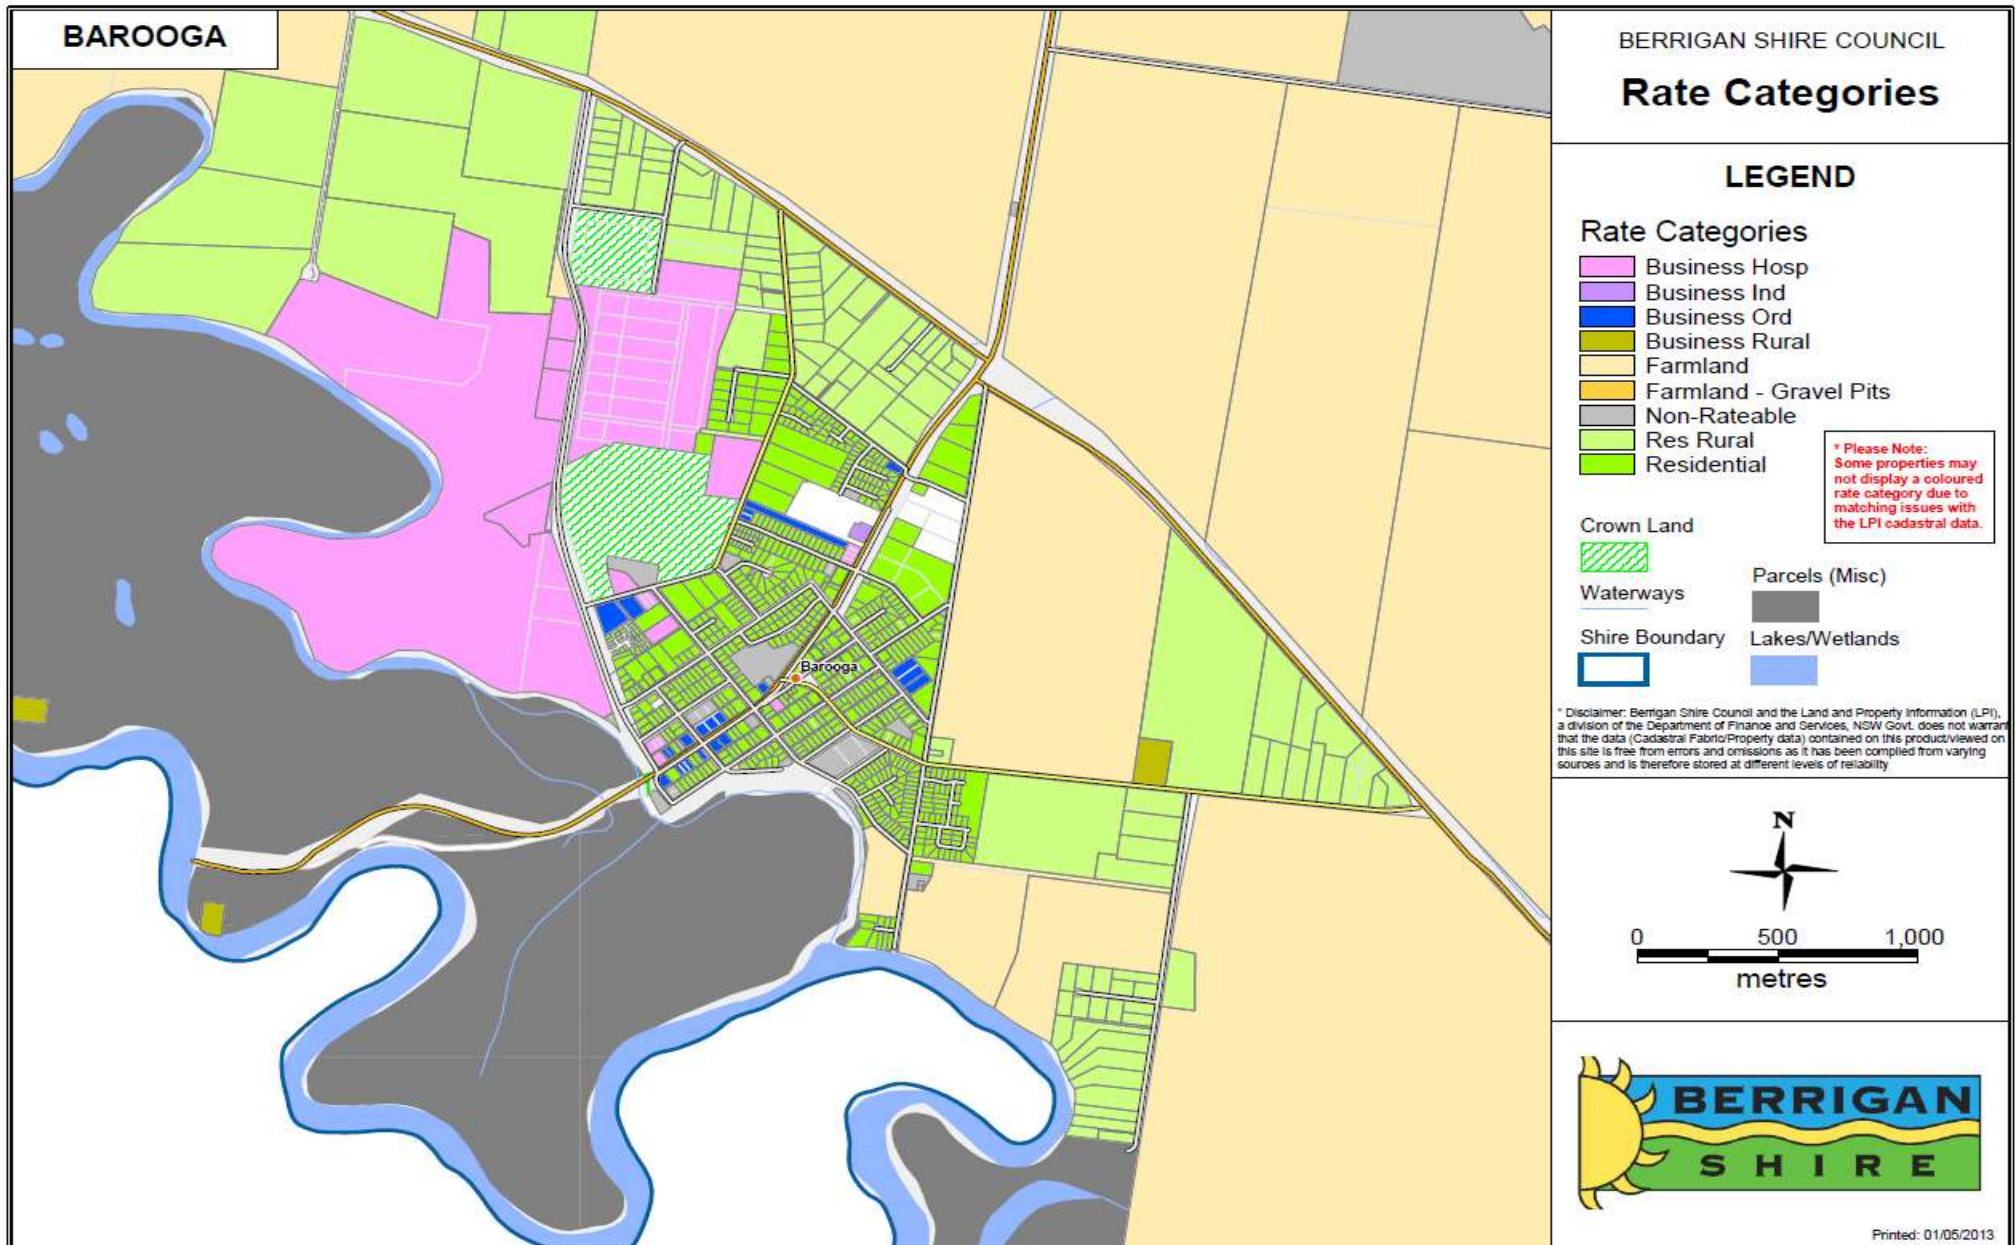 BAROOGA
Barooga
BERRIGAN SHIRE COUNCIL
Rate Categories
LEGEND
Rate Categories
Business Hosp
Business Ind
Business Ord
Business Rural
Farmland
Farmland - Gravel Pits
Non-Rateable
Res Rural
Residential
* Please Note:
Some properties may
not display a coloured
rate category due to
matching issues with
the LPI cadastral data.
Crown Land
Waterways
Shire Boundary
Parcels (Misc)
Lakes/Wetlands
* Disclaimer: Berrigan Shire Council and the Land and Property Information (LPI),
a division of the Department of Finance and Services, NSW Govt. does not warrant
that the data (Cadastral Fabric/Property data) contained on this product/viewed on
this site is free from errors and omissions as it has been compiled from varying
sources and is therefore stored at different levels of reliability
N
0 500 1,000
metres
BERRIGAN
SHIRE
Printed: 01/05/2013